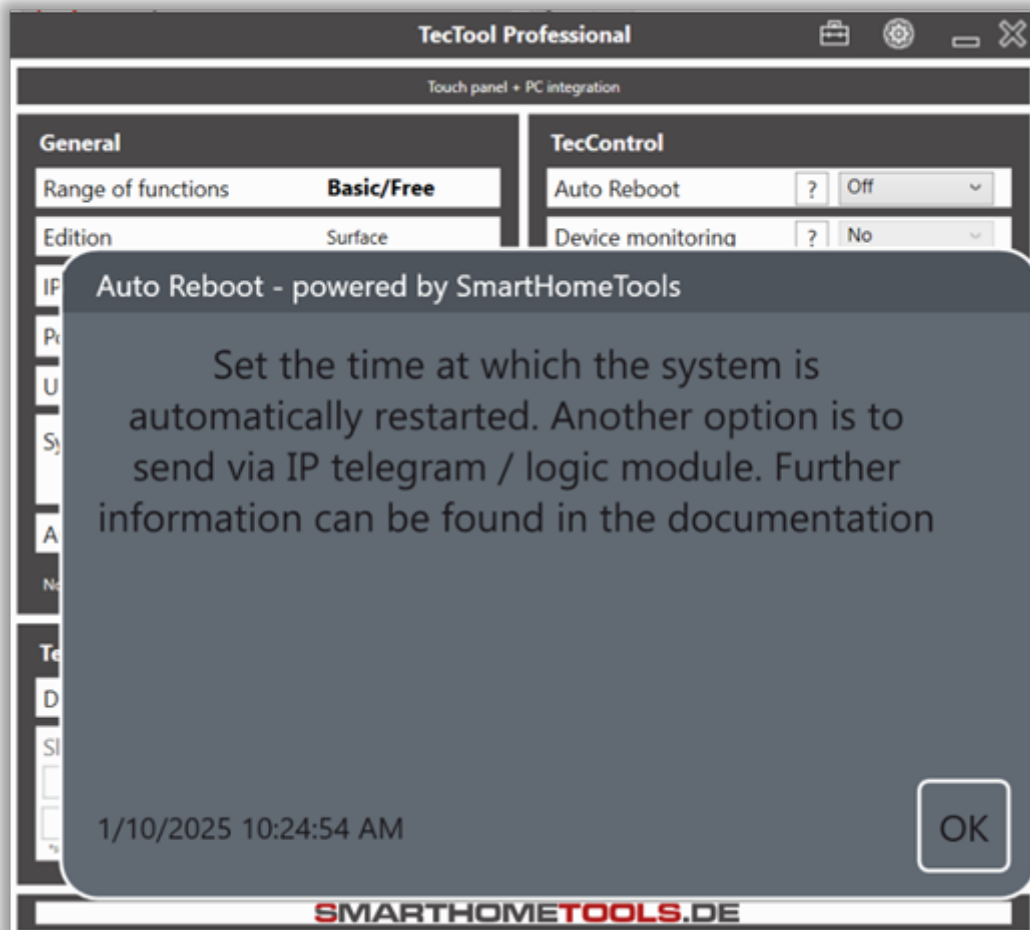 TecTool Professional
Touch panel + PC integration
General
Range of functions Basic/Free
Edition Surface
TecControl
Auto Reboot ? Off
Device monitoring ? No
Auto Reboot - powered by SmartHomeTools
Set the time at which the system is
automatically restarted. Another option is to
send via IP telegram / logic module. Further
information can be found in the documentation
1/10/2025 10:24:54 AM
OK
SMARTHOMETOOLS.DE